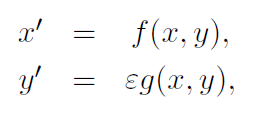 x′ = f(x, y),
y′ = εg(x, y),